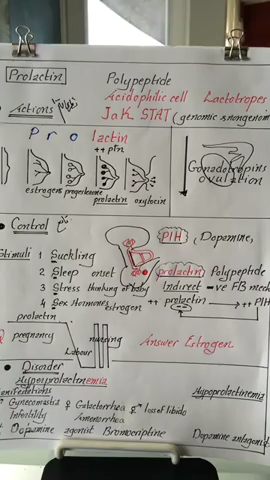 Prolactin Polypeptide
Acidophilic cell Lactotropes
Actions JaK STAT (genomic &nongenom
Pro lactin
++ ptn
Gonadotropins
ovulation
estrogen progesterone prolactin oxytocin
Control PIH (Dopamine,
Stimuli 1 Suckling
2 Sleep onset prolactin Polypeptide
3 Stress thinking of baby Indirect -ve FB mech
4 Sex Hormones estrogen ++ prolactin ++ PIH
prolactin
pregnancy Labour nursing Answer Estrogen
Disorder
Hyperprolactinemia Hypoprolactinemia
Manifestations
Gynecomastia ♀ Galactorrhea ♂ loss of libido
Infertility Amenorrhea
Dopamine agonist Bromocriptine Dopamine antagonis